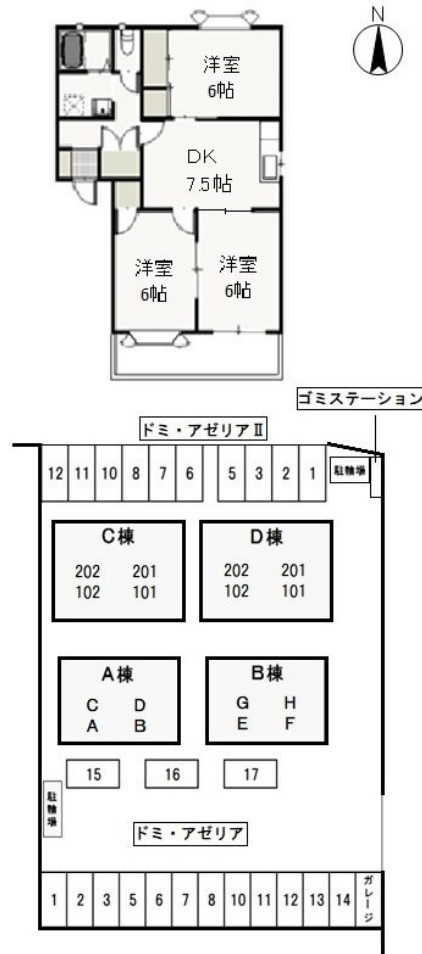 N
洋室
6帖
DK
7.5帖
洋室
6帖
洋室
6帖
ゴミステーション
ドミ・アゼリアⅡ
12 11 10 8 7 6 5 3 2 1
駐輪場
C棟
202 201
102 101
D棟
202 201
102 101
A棟
C D
A B
B棟
G H
E F
15 16 17
駐輪場
ドミ・アゼリア
1 2 3 5 6 7 8 10 11 12 13 14
ガレージ